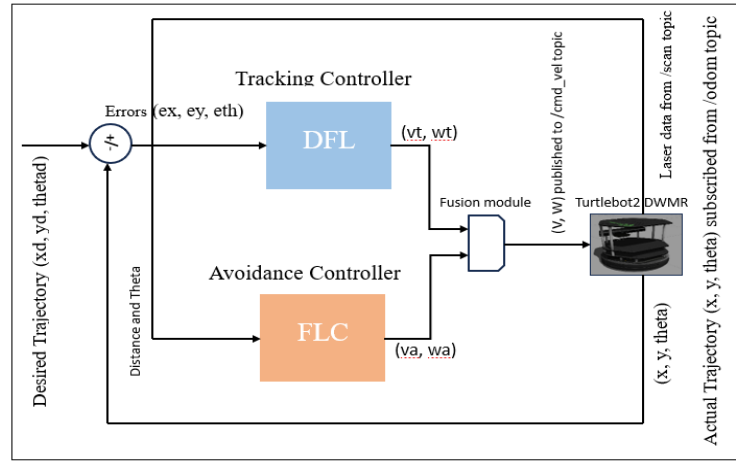 Tracking Controller
Errors (ex, ey, eth)
-/+
DFL
(vt, wt)
Fusion module
Turtlebot2 DWMR
Avoidance Controller
FLC
(va, wa)
Desired Trajectory (xd, yd, thetad)
Distance and Theta
(V, W) published to /cmd_vel topic
Laser data from /scan topic
(x, y, theta)
Actual Trajectory (x, y, theta) subscribed from /odom topic